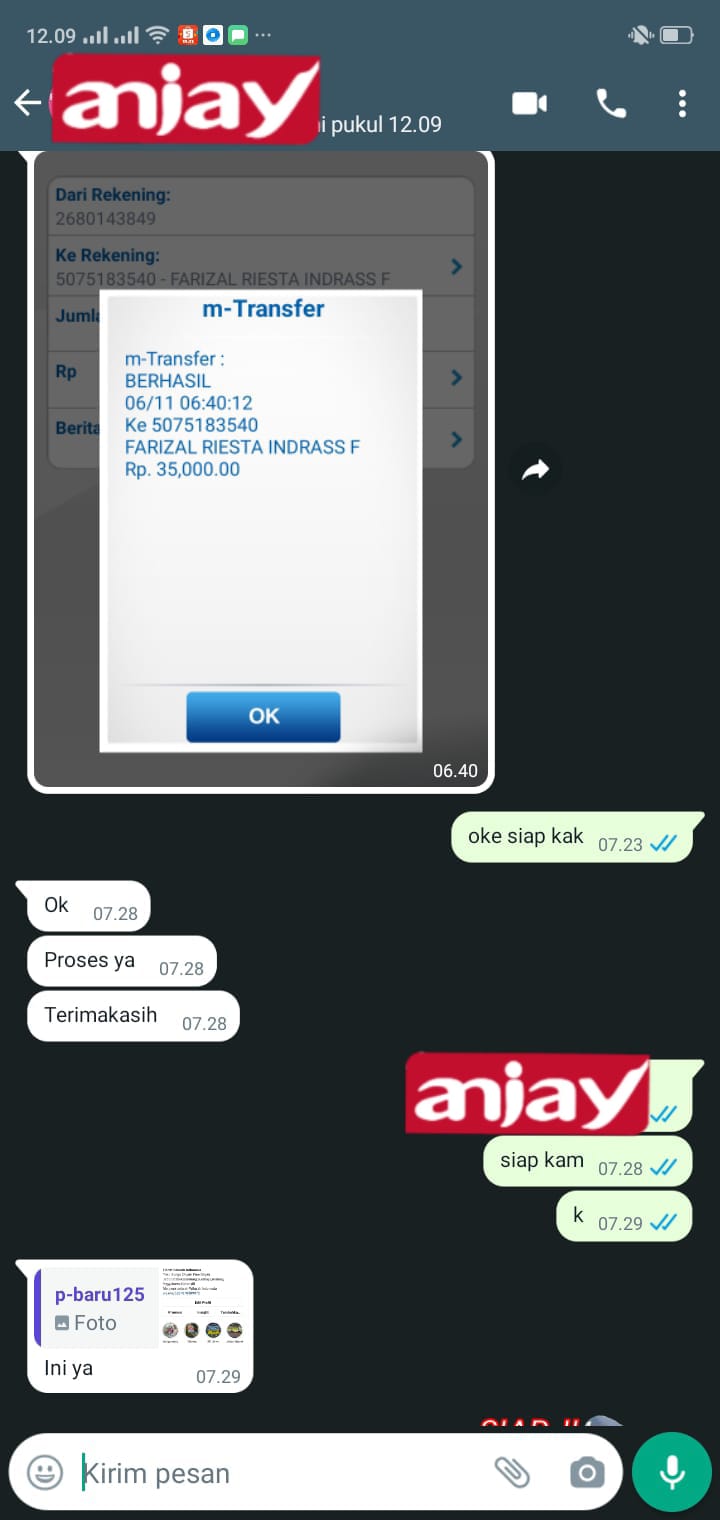 12.09
anjay
i pukul 12.09
Dari Rekening:
2680143849
Ke Rekening:
5075183540 - FARIZAL RIESTA INDRASS F
Rp
m-Transfer
m-Transfer :
BERHASIL
06/11 06:40:12
Ke 5075183540
FARIZAL RIESTA INDRASS F
Rp. 35,000.00
OK
06.40
oke siap kak 07.23
Ok 07.28
Proses ya 07.28
Terimakasih 07.28
anjay
siap kam 07.28
k 07.29
p-baru125
Foto
Ini ya 07.29
Kirim pesan